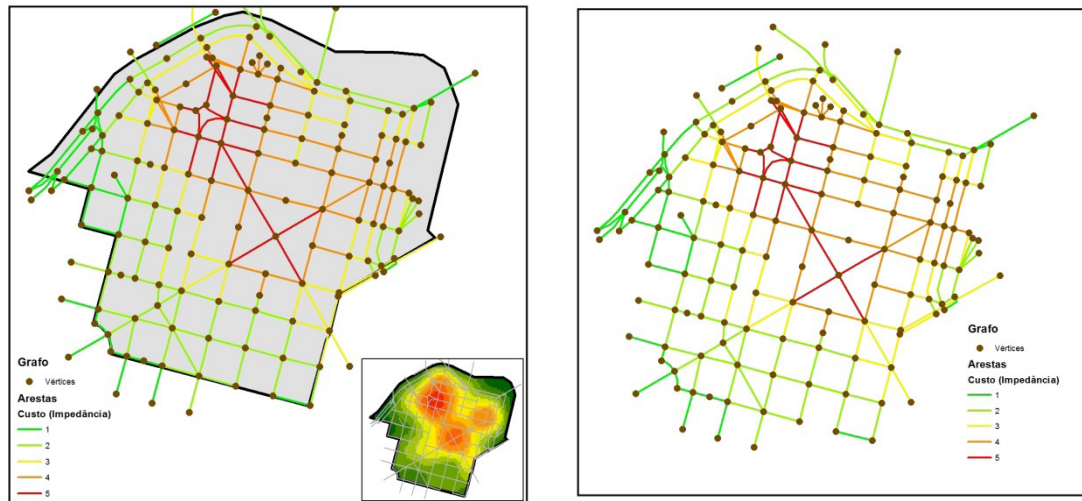 Grafo
Vértices
Arestas
Custo (Impedância)
1
2
3
4
5
Grafo
Vértices
Arestas
Custo (Impedância)
1
2
3
4
5